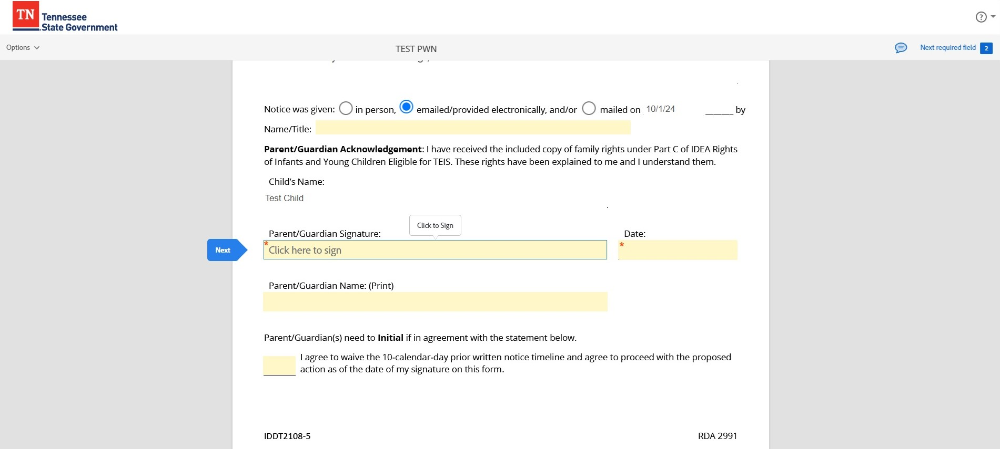 TN Tennessee
State Government
?
Options
TEST PWN
Next required field 2
Notice was given: in person, emailed/provided electronically, and/or mailed on 10/1/24 _______ by
Name/Title:
Parent/Guardian Acknowledgement: I have received the included copy of family rights under Part C of IDEA Rights
of Infants and Young Children Eligible for TEIS. These rights have been explained to me and I understand them.
Child's Name:
Test Child
Click to Sign
Parent/Guardian Signature: Date:
Next
* Click here to sign *
Parent/Guardian Name: (Print)
Parent/Guardian(s) need to Initial if in agreement with the statement below.
I agree to waive the 10-calendar-day prior written notice timeline and agree to proceed with the proposed
action as of the date of my signature on this form.
IDDT2108-5 RDA 2991